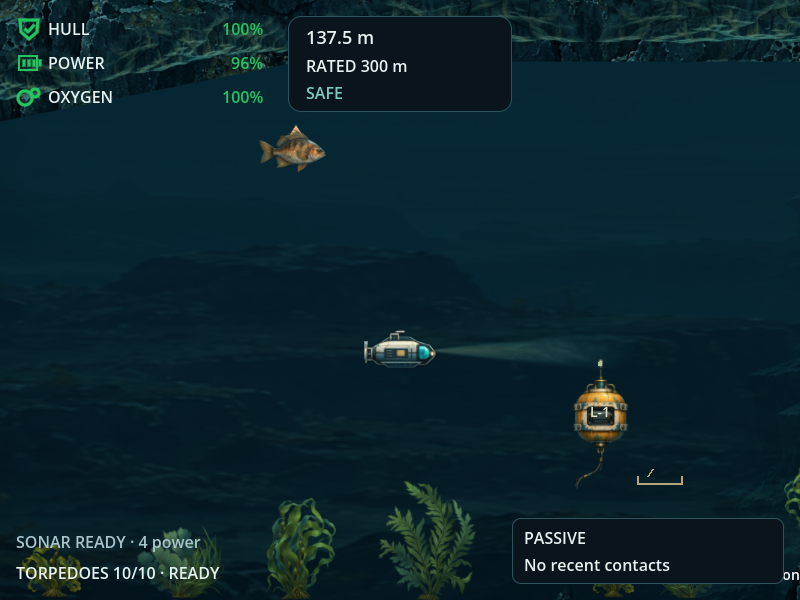 HULL 100%
POWER 96%
OXYGEN 100%
137.5 m
RATED 300 m
SAFE
L-1
SONAR READY · 4 power
TORPEDOES 10/10 · READY
PASSIVE
No recent contacts
on